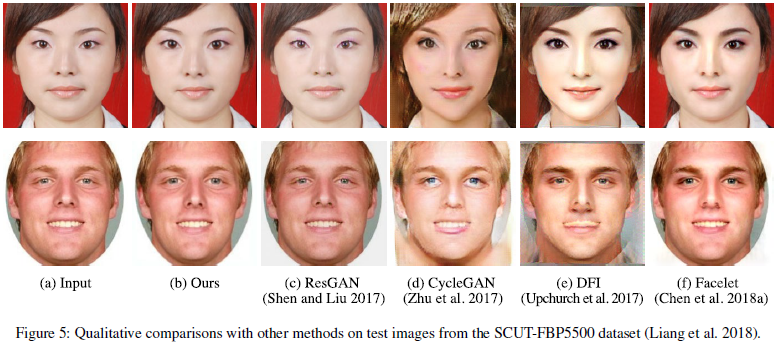 (a) Input (b) Ours (c) ResGAN (d) CycleGAN (e) DFI (f) Facelet
(Shen and Liu 2017) (Zhu et al. 2017) (Upchurch et al. 2017) (Chen et al. 2018a)
Figure 5: Qualitative comparisons with other methods on test images from the SCUT-FBP5500 dataset (Liang et al. 2018).